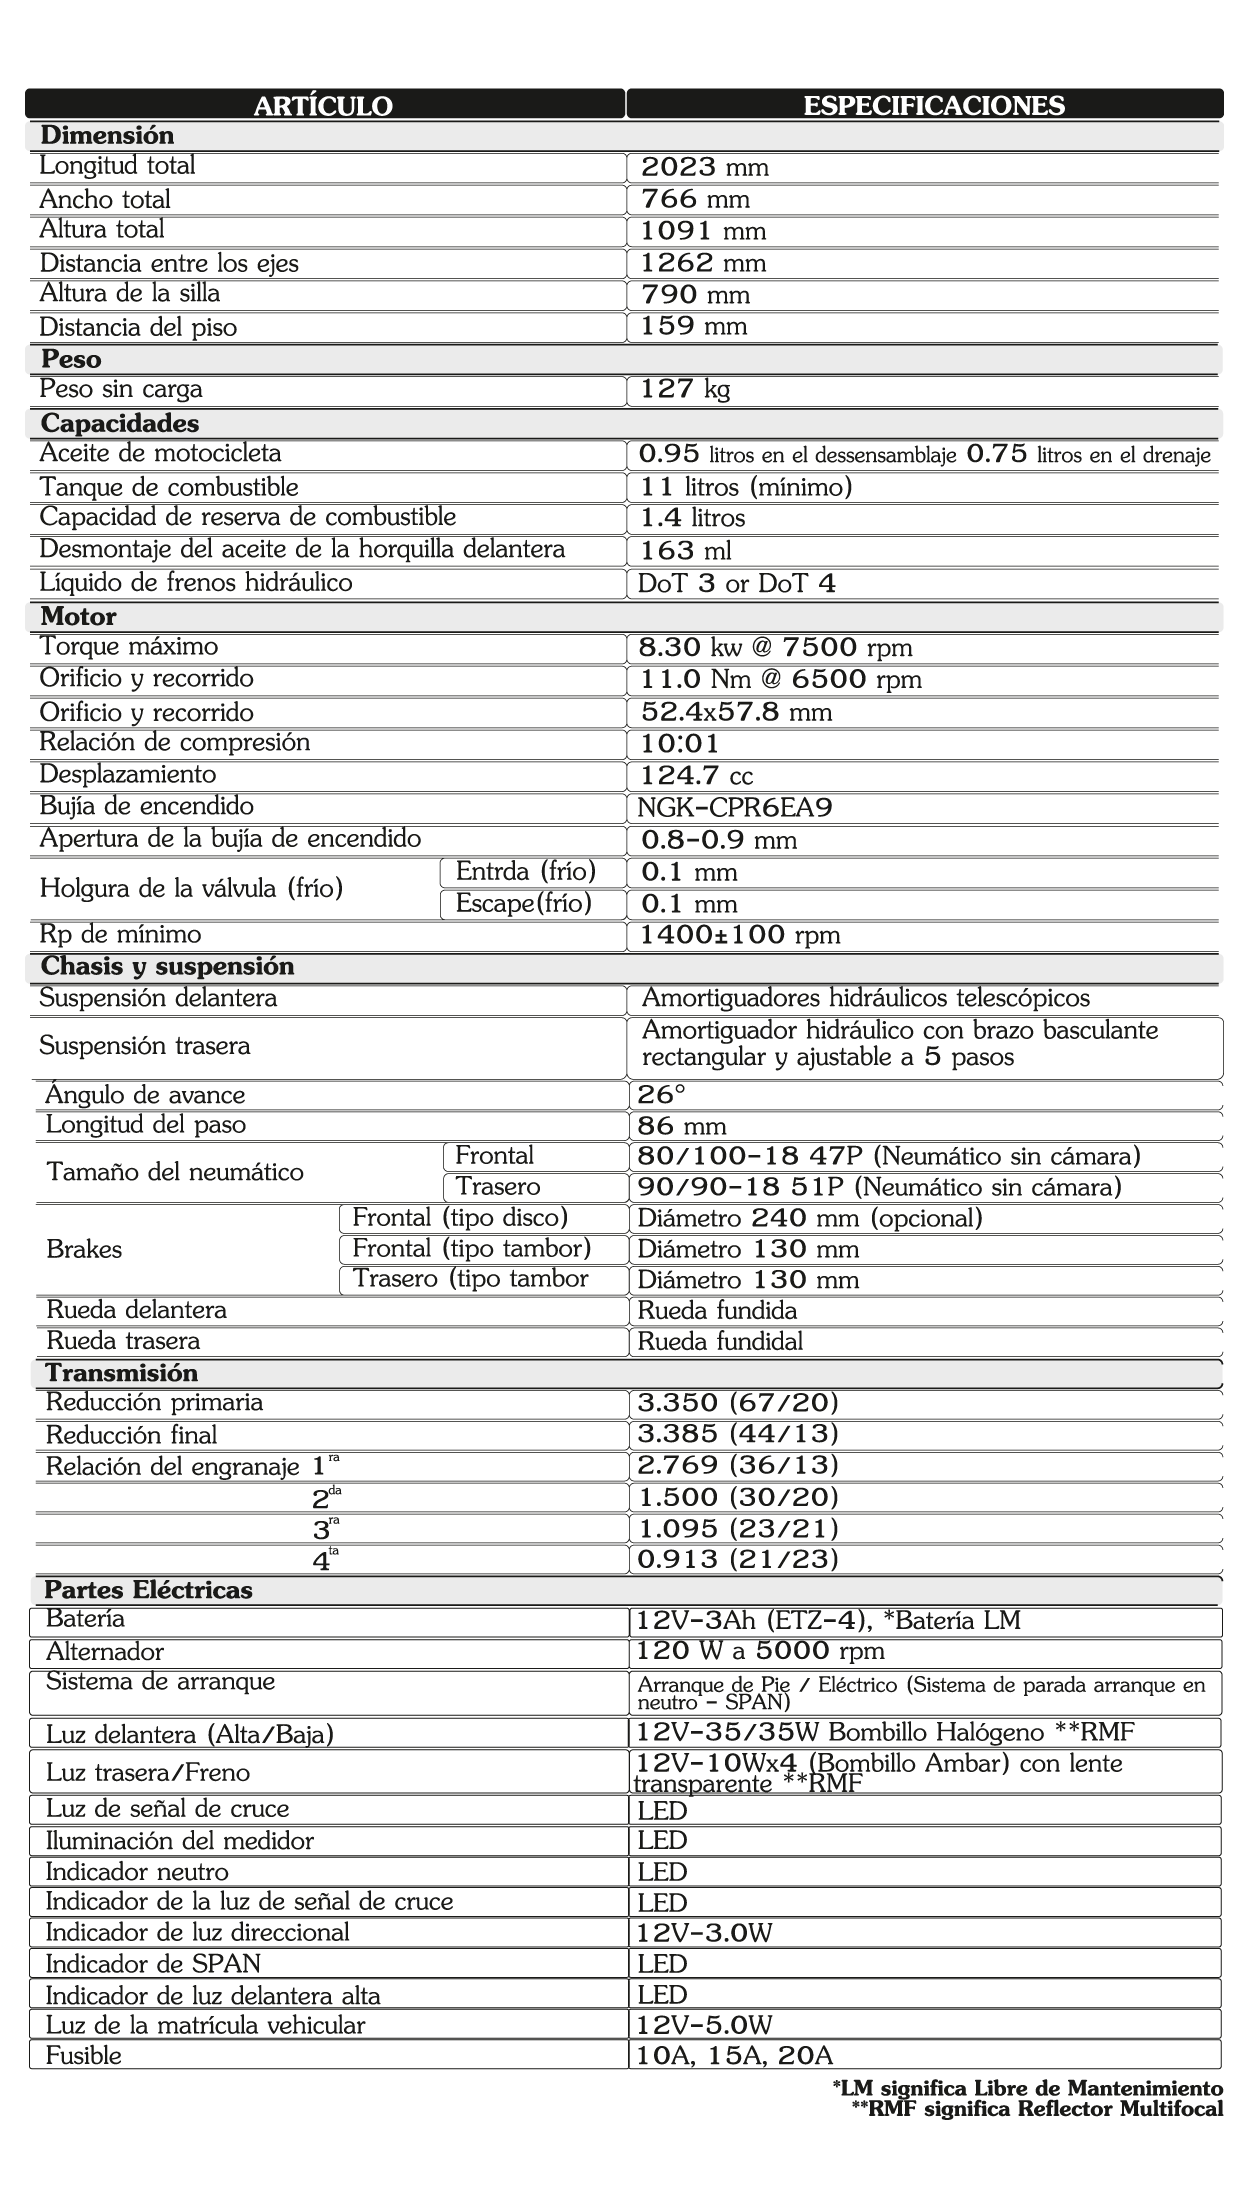 ARTÍCULO ESPECIFICACIONES
Dimensión
Longitud total 2023 mm
Ancho total 766 mm
Altura total 1091 mm
Distancia entre los ejes 1262 mm
Altura de la silla 790 mm
Distancia del piso 159 mm
Peso
Peso sin carga 127 kg
Capacidades
Aceite de motocicleta 0.95 litros en el dessensamblaje 0.75 litros en el drenaje
Tanque de combustible 11 litros (mínimo)
Capacidad de reserva de combustible 1.4 litros
Desmontaje del aceite de la horquilla delantera 163 ml
Líquido de frenos hidráulico DoT 3 or DoT 4
Motor
Torque máximo 8.30 kw @ 7500 rpm
Orificio y recorrido 11.0 Nm @ 6500 rpm
Orificio y recorrido 52.4x57.8 mm
Relación de compresión 10:01
Desplazamiento 124.7 cc
Bujía de encendido NGK-CPR6EA9
Apertura de la bujía de encendido 0.8-0.9 mm
Holgura de la válvula (frío) Entrda (frío) 0.1 mm
Escape(frío) 0.1 mm
Rp de mínimo 1400±100 rpm
Chasis y suspensión
Suspensión delantera Amortiguadores hidráulicos telescópicos
Suspensión trasera Amortiguador hidráulico con brazo basculante
rectangular y ajustable a 5 pasos
Ángulo de avance 26°
Longitud del paso 86 mm
Tamaño del neumático Frontal 80/100-18 47P (Neumático sin cámara)
Trasero 90/90-18 51P (Neumático sin cámara)
Brakes Frontal (tipo disco) Diámetro 240 mm (opcional)
Frontal (tipo tambor) Diámetro 130 mm
Trasero (tipo tambor Diámetro 130 mm
Rueda delantera Rueda fundida
Rueda trasera Rueda fundidal
Transmisión
Reducción primaria 3.350 (67/20)
Reducción final 3.385 (44/13)
Relación del engranaje 1ra 2.769 (36/13)
2da 1.500 (30/20)
3ra 1.095 (23/21)
4ta 0.913 (21/23)
Partes Eléctricas
Batería 12V-3Ah (ETZ-4), *Batería LM
Alternador 120 W a 5000 rpm
Sistema de arranque Arranque de Pie / Eléctrico (Sistema de parada arranque en
neutro - SPAN)
Luz delantera (Alta/Baja) 12V-35/35W Bombillo Halógeno **RMF
Luz trasera/Freno 12V-10Wx4 (Bombillo Ambar) con lente
transparente **RMF
Luz de señal de cruce LED
Iluminación del medidor LED
Indicador neutro LED
Indicador de la luz de señal de cruce LED
Indicador de luz direccional 12V-3.0W
Indicador de SPAN LED
Indicador de luz delantera alta LED
Luz de la matrícula vehicular 12V-5.0W
Fusible 10A, 15A, 20A
*LM significa Libre de Mantenimiento
**RMF significa Reflector Multifocal